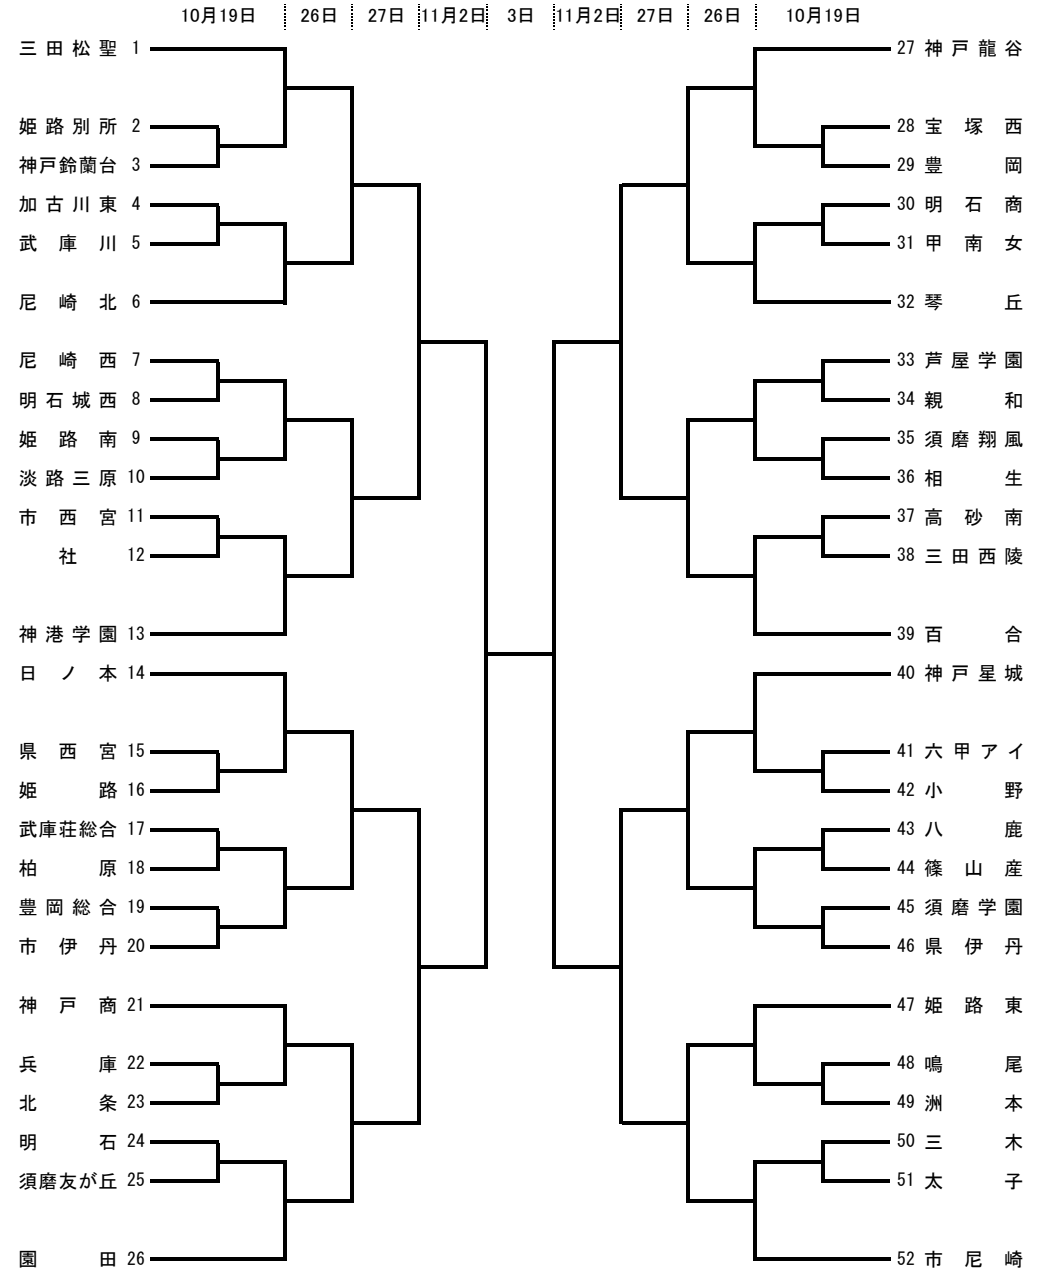 10月19日 26日 27日 11月2日 3日 11月2日 27日 26日 10月19日
三田松聖 1 27 神戸龍谷
姫路別所 2 28 宝塚西
神戸鈴蘭台 3 29 豊岡
加古川東 4 30 明石商
武庫川 5 31 甲南女
尼崎北 6 32 琴丘
尼崎西 7 33 芦屋学園
明石城西 8 34 親和
姫路南 9 35 須磨翔風
淡路三原 10 36 相生
市西宮 11 37 高砂南
社 12 38 三田西陵
神港学園 13 39 百合
日ノ本 14 40 神戸星城
県西宮 15 41 六甲アイ
姫路 16 42 小野
武庫荘総合 17 43 八鹿
柏原 18 44 篠山産
豊岡総合 19 45 須磨学園
市伊丹 20 46 県伊丹
神戸商 21 47 姫路東
兵庫 22 48 鳴尾
北条 23 49 洲本
明石 24 50 三木
須磨友が丘 25 51 太子
園田 26 52 市尼崎